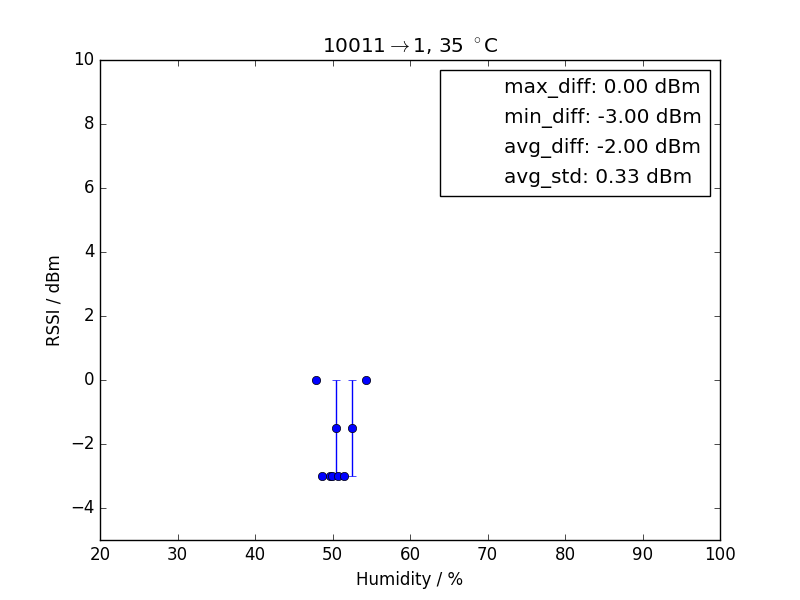 10011→1, 35 °C
max_diff: 0.00 dBm
min_diff: -3.00 dBm
avg_diff: -2.00 dBm
avg_std: 0.33 dBm
10
8
6
4
2
0
−2
−4
RSSI / dBm
20 30 40 50 60 70 80 90 100
Humidity / %